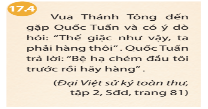 17.4
Vua Thánh Tông đến
gặp Quốc Tuấn và có ý dò
hỏi: "Thế giặc như vậy, ta
phải hàng thôi". Quốc Tuấn
trả lời: "Bệ hạ chém đầu tôi
trước rồi hãy hàng".
(Đại Việt sử ký toàn thư,
tập 2, Sđd, trang 81)